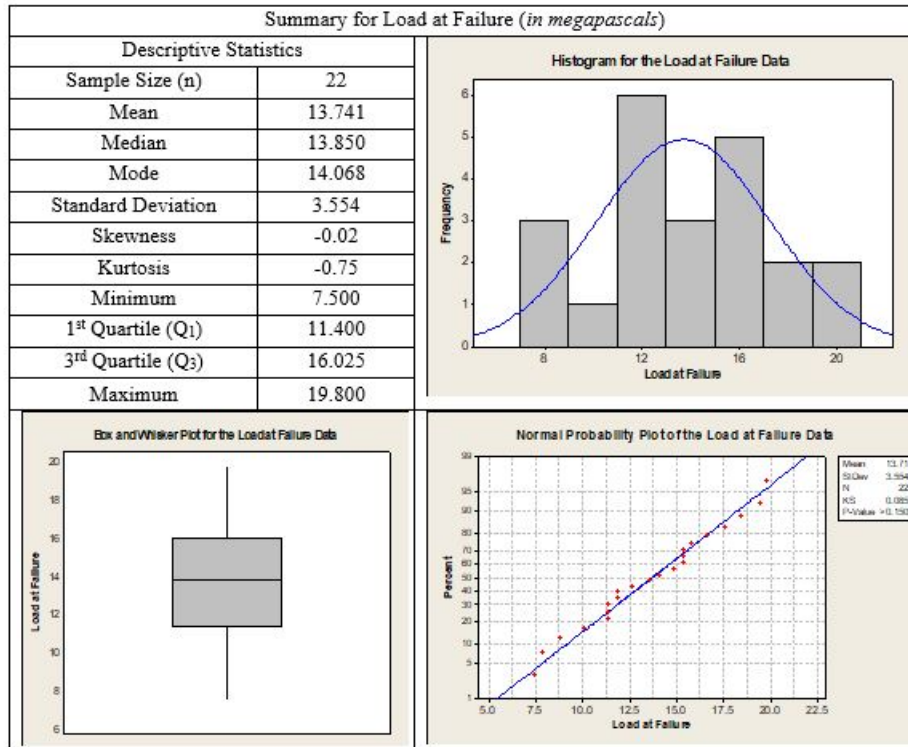 Summary for Load at Failure (in megapascals)
Descriptive Statistics
Sample Size (n) 22
Mean 13.741
Median 13.850
Mode 14.068
Standard Deviation 3.554
Skewness -0.02
Kurtosis -0.75
Minimum 7.500
1st Quartile (Q1) 11.400
3rd Quartile (Q3) 16.025
Maximum 19.800
Histogram for the Load at Failure Data
Frequency
6
5
4
3
2
1
0
8 12 16 20
Load at Failure
Box and Whisker Plot for the Load at Failure Data
Load at Failure
20
18
16
14
12
10
8
6
Normal Probability Plot of the Load at Failure Data
Percent
99
95
90
80
70
60
50
40
30
20
10
5
1
5.0 7.5 10.0 12.5 15.0 17.5 20.0 22.5
Load at Failure
Mean 13.71
StDev 3.554
N 22
KS 0.085
P-Value >0.150